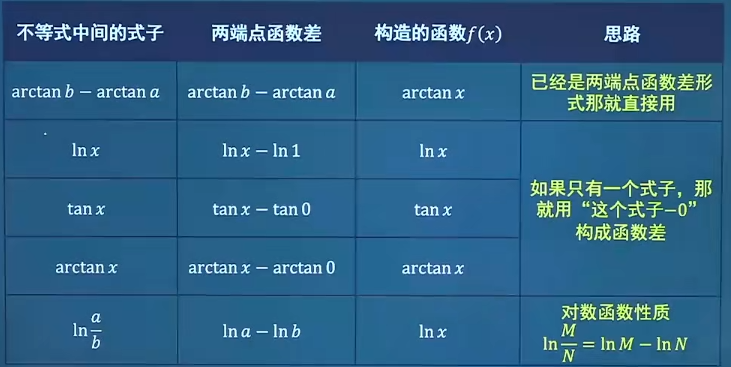 不等式中间的式子 两端点函数差 构造的函数f(x) 思路
arctan b − arctan a arctan b − arctan a arctan x 已经是两端点函数差形
式那就直接用
ln x ln x − ln 1 ln x
如果只有一个式子，那
就用“这个式子−0”
构成函数差
tan x tan x − tan 0 tan x
arctan x arctan x − arctan 0 arctan x
ln a/b ln a − ln b ln x 对数函数性质
ln M/N = ln M − ln N